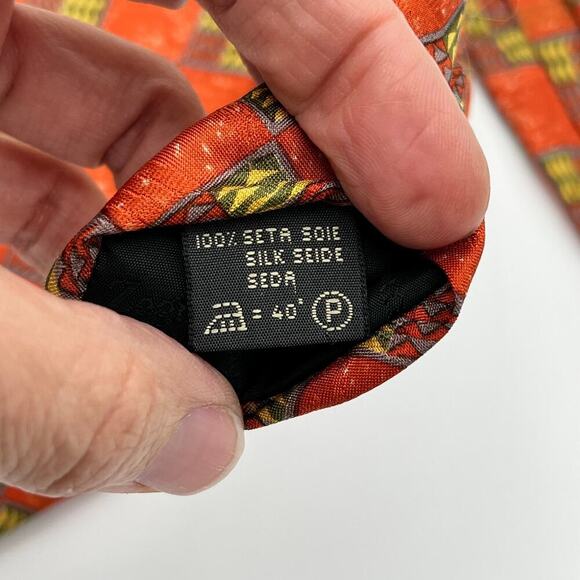 100% SETA SOIE
SILK SEIDE
SEDA
= 40° P